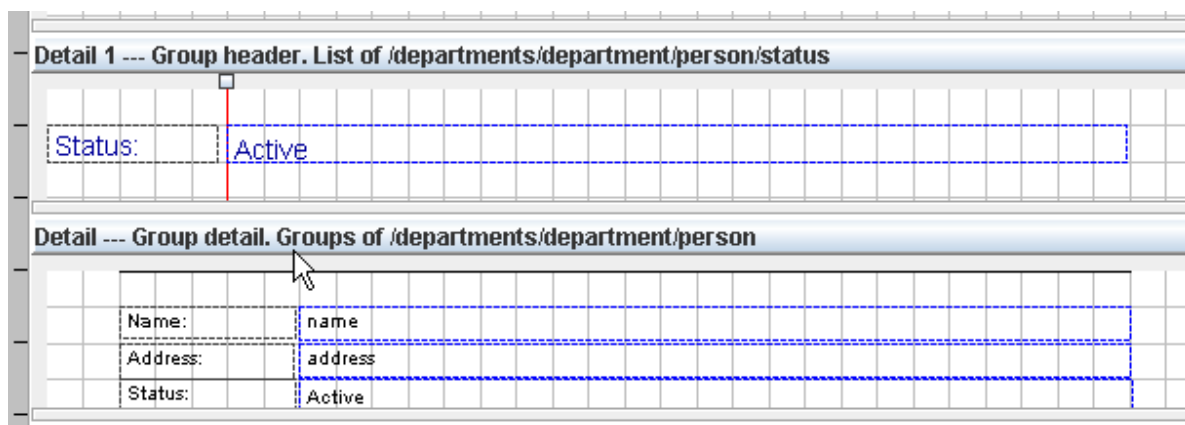 Detail 1 --- Group header. List of /departments/department/person/status
Status: Active
Detail --- Group detail. Groups of /departments/department/person
Name: name
Address: address
Status: Active